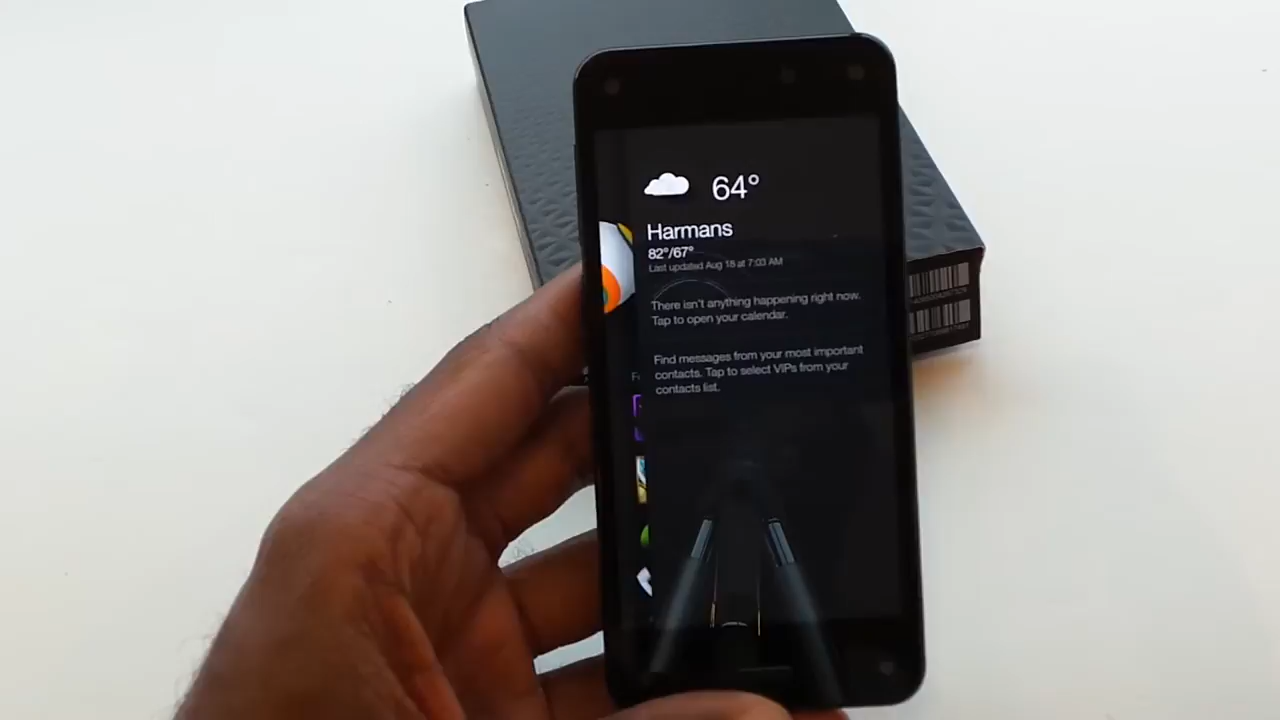 64°
Harmans
82°/67°
Last updated Aug 18 at 7:03 AM
There isn't anything happening right now.
Tap to open your calendar.
Find messages from your most important
contacts. Tap to select VIPs from your
contacts list.